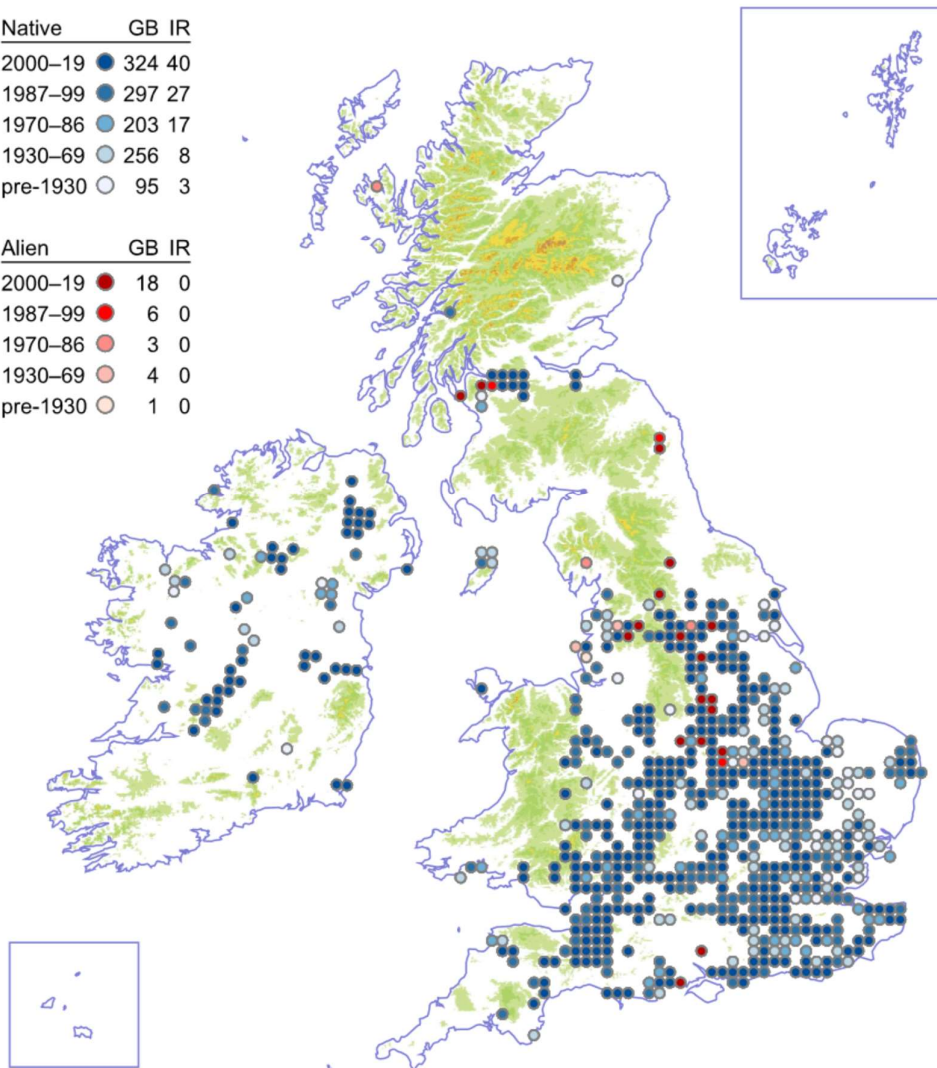 Native GB IR
2000–19 324 40
1987–99 297 27
1970–86 203 17
1930–69 256 8
pre-1930 95 3
Alien GB IR
2000–19 18 0
1987–99 6 0
1970–86 3 0
1930–69 4 0
pre-1930 1 0